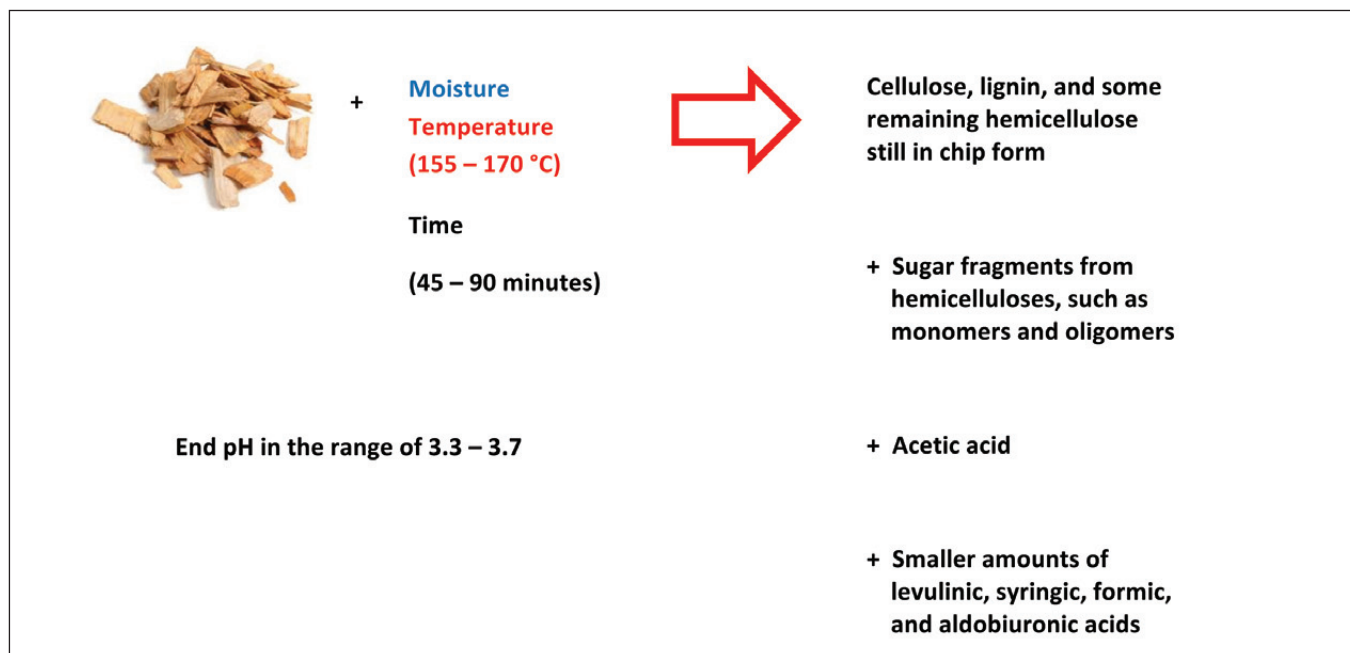 +
Moisture
Temperature
(155 – 170 °C)
Time
(45 – 90 minutes)
End pH in the range of 3.3 – 3.7
Cellulose, lignin, and some
remaining hemicellulose
still in chip form
+ Sugar fragments from
hemicelluloses, such as
monomers and oligomers
+ Acetic acid
+ Smaller amounts of
levulinic, syringic, formic,
and aldobiuronic acids